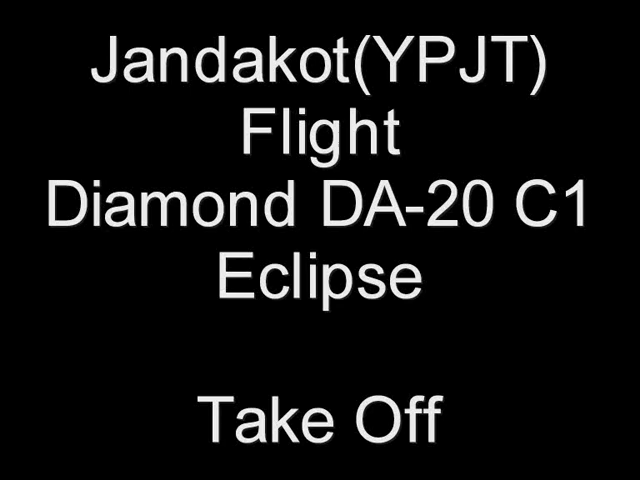 Jandakot(YPJT)
Flight
Diamond DA-20 C1
Eclipse
Take Off